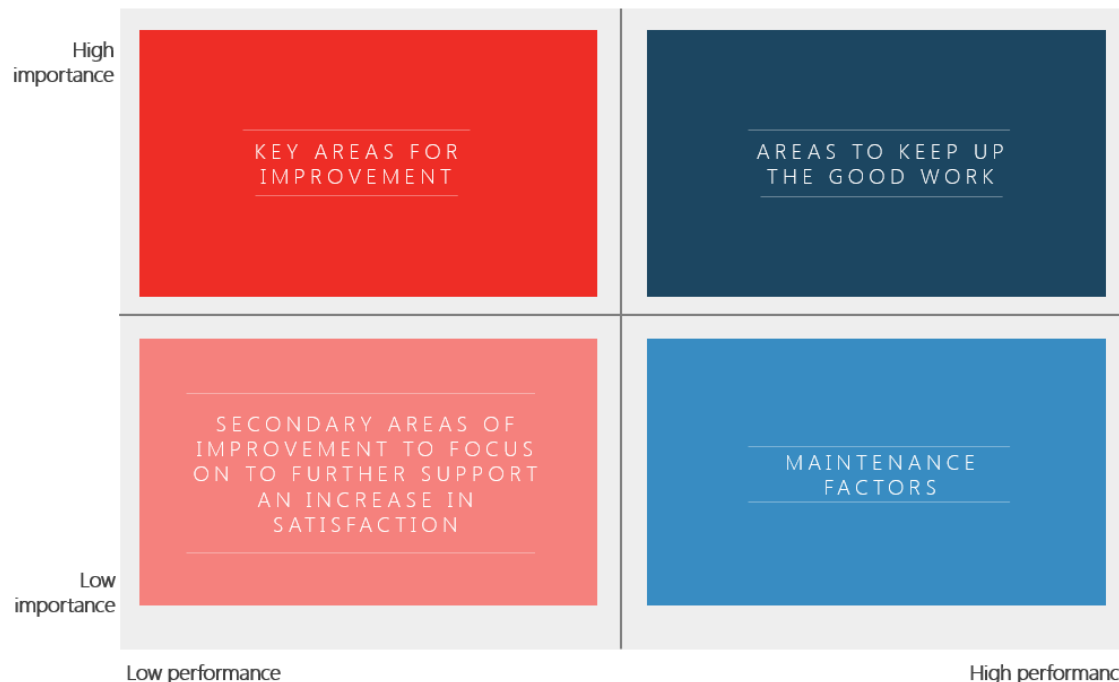 High
importance
KEY AREAS FOR
IMPROVEMENT
AREAS TO KEEP UP
THE GOOD WORK
SECONDARY AREAS OF
IMPROVEMENT TO FOCUS
ON TO FURTHER SUPPORT
AN INCREASE IN
SATISFACTION
MAINTENANCE
FACTORS
Low
importance
Low performance
High performanc